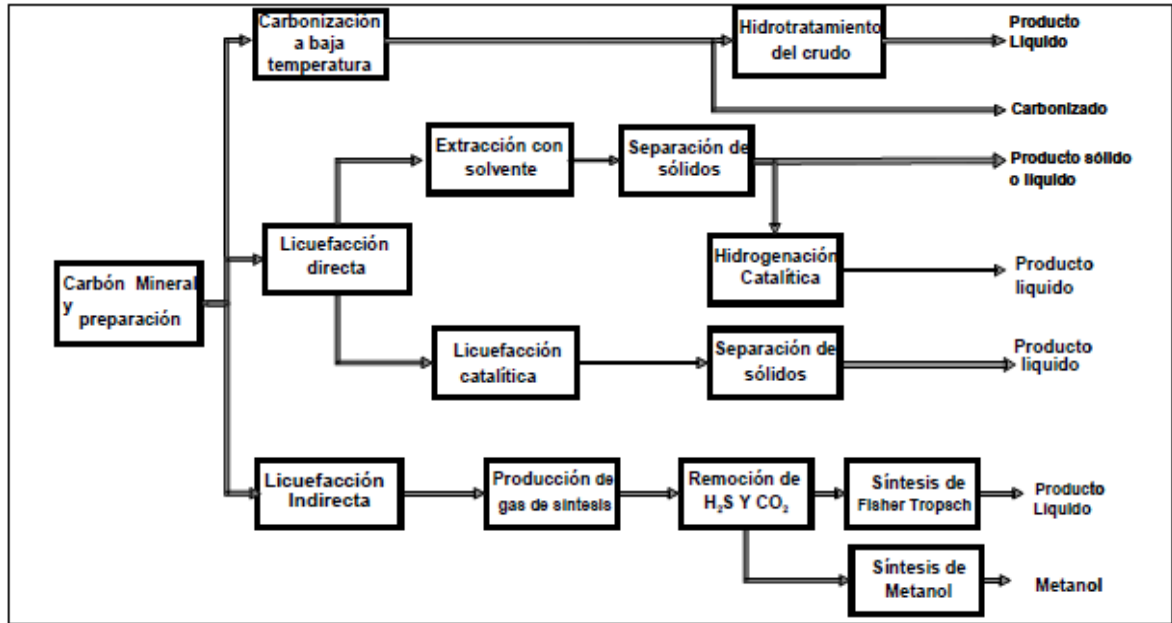 Carbonización
a baja
temperatura
Hidrotratamiento
del crudo
Producto
Liquido
Carbonizado
Extracción con
solvente
Separación de
sólidos
Producto sólido
o liquido
Licuefacción
directa
Hidrogenación
Catalítica
Producto
liquido
Carbón Mineral
y
preparación
Licuefacción
catalítica
Separación de
sólidos
Producto
liquido
Licuefacción
Indirecta
Producción de
gas de sintesis
Remoción de
H₂S Y CO₂
Síntesis de
Fisher Tropsch
Producto
Liquido
Síntesis de
Metanol
Metanol